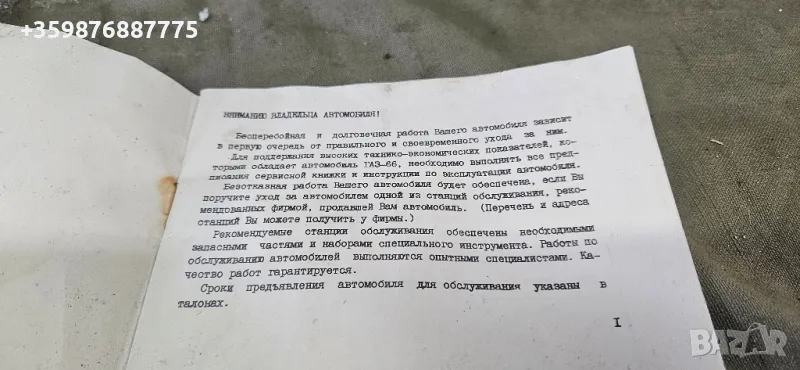 +359876887775
ВНИМАНИЮ ВЛАДЕЛЬЦА АВТОМОБИЛЯ!
Бесперебойная и долговечная работа Вашего автомобиля зависит
в первую очередь от правильного и своевременного ухода за ним.
Для поддержания высоких технико-экономических показателей, ко-
торыми обладает автомобиль ГАЗ-66, необходимо выполнять все пред-
писания сервисной книжки и инструкции по эксплуатации автомобиля.
Безотказная работа Вашего автомобиля будет обеспечена, если Вы
поручите уход за автомобилем одной из станций обслуживания, реко-
мендованных фирмой, продавшей Вам автомобиль. (Перечень и адреса
станций Вы можете получить у фирмы.)
Рекомендуемые станции обслуживания обеспечены необходимыми
запасными частями и наборами специального инструмента. Работы по
обслуживанию автомобилей выполняются опытными специалистами. Ка-
чество работ гарантируется.
Сроки предъявления автомобиля для обслуживания указаны в
талонах.
I
BAZAR